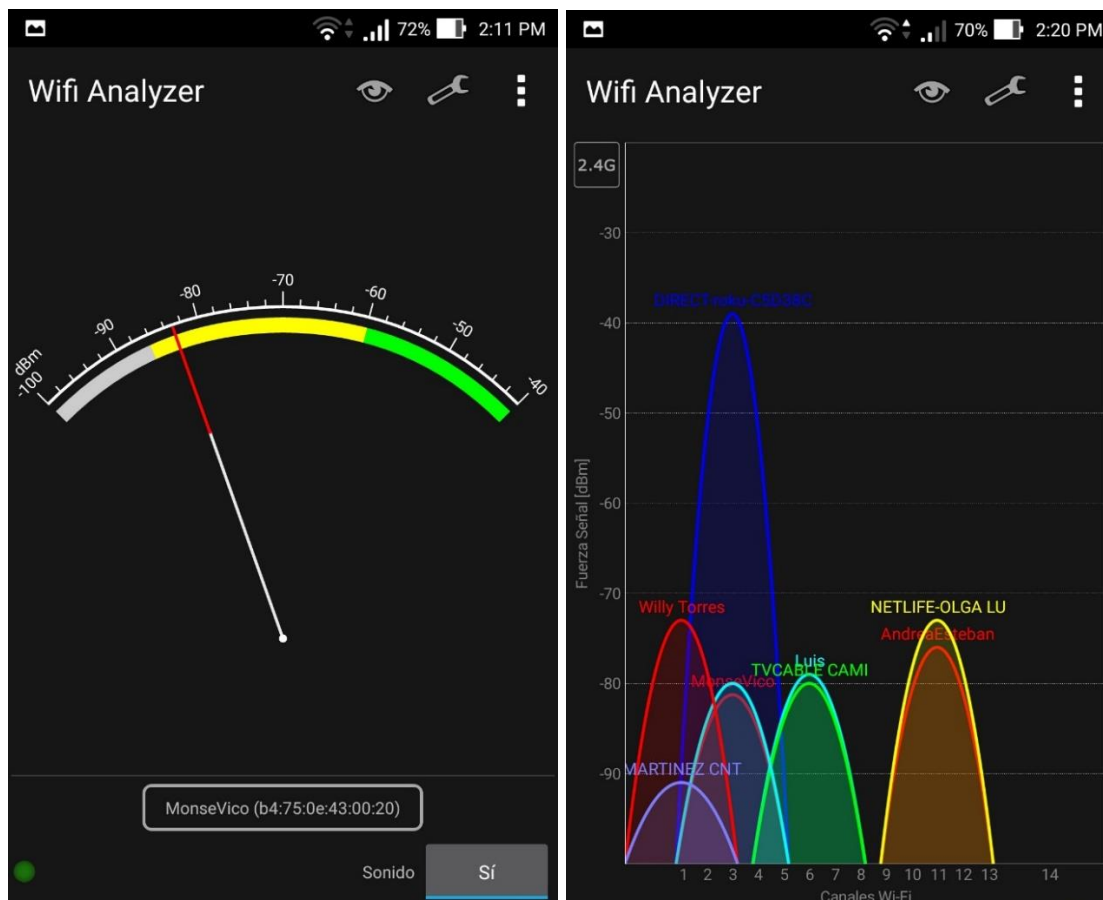 72% 2:11 PM
Wifi Analyzer
dBm
-100
-90
-80
-70
-60
-50
-40
MonseVico (b4:75:0e:43:00:20)
Sonido Sí
70% 2:20 PM
Wifi Analyzer
2.4G
-30
DIRECT-roku-C5D39C
-40
-50
-60
Fuerza Señal [dBm]
-70
Willy Torres NETLIFE-OLGA LU
AndreaEsteban
Luis
TVCABLE CAMI
-80
MonseVico
MARTINEZ CNT
-90
1 2 3 4 5 6 7 8 9 10 11 12 13 14
Canales Wi-Fi